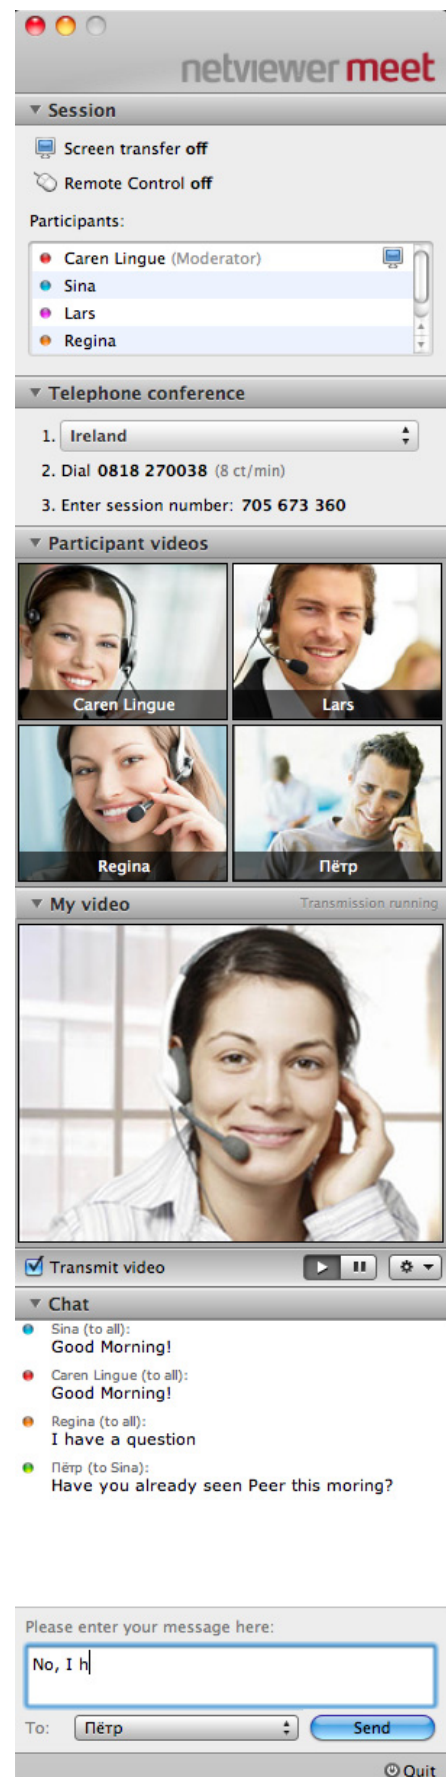 netviewer meet
Session
Screen transfer off
Remote Control off
Participants:
Caren Lingue (Moderator)
Sina
Lars
Regina
Telephone conference
1. Ireland
2. Dial 0818 270038 (8 ct/min)
3. Enter session number: 705 673 360
Participant videos
Caren Lingue
Lars
Regina
Пётр
My video Transmission running
Transmit video
Chat
Sina (to all):
Good Morning!
Caren Lingue (to all):
Good Morning!
Regina (to all):
I have a question
Пётр (to Sina):
Have you already seen Peer this moring?
Please enter your message here:
No, I h
To: Пётр Send
Quit